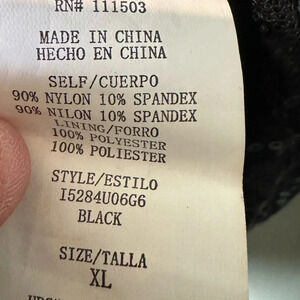 RN# 111503
MADE IN CHINA
HECHO EN CHINA
SELF/CUERPO
90% NYLON 10% SPANDEX
90% NILON 10% SPANDEX
LINING/FORRO
100% POLYESTER
100% POLIESTER
STYLE/ESTILO
I5284U06G6
BLACK
SIZE/TALLA
XL